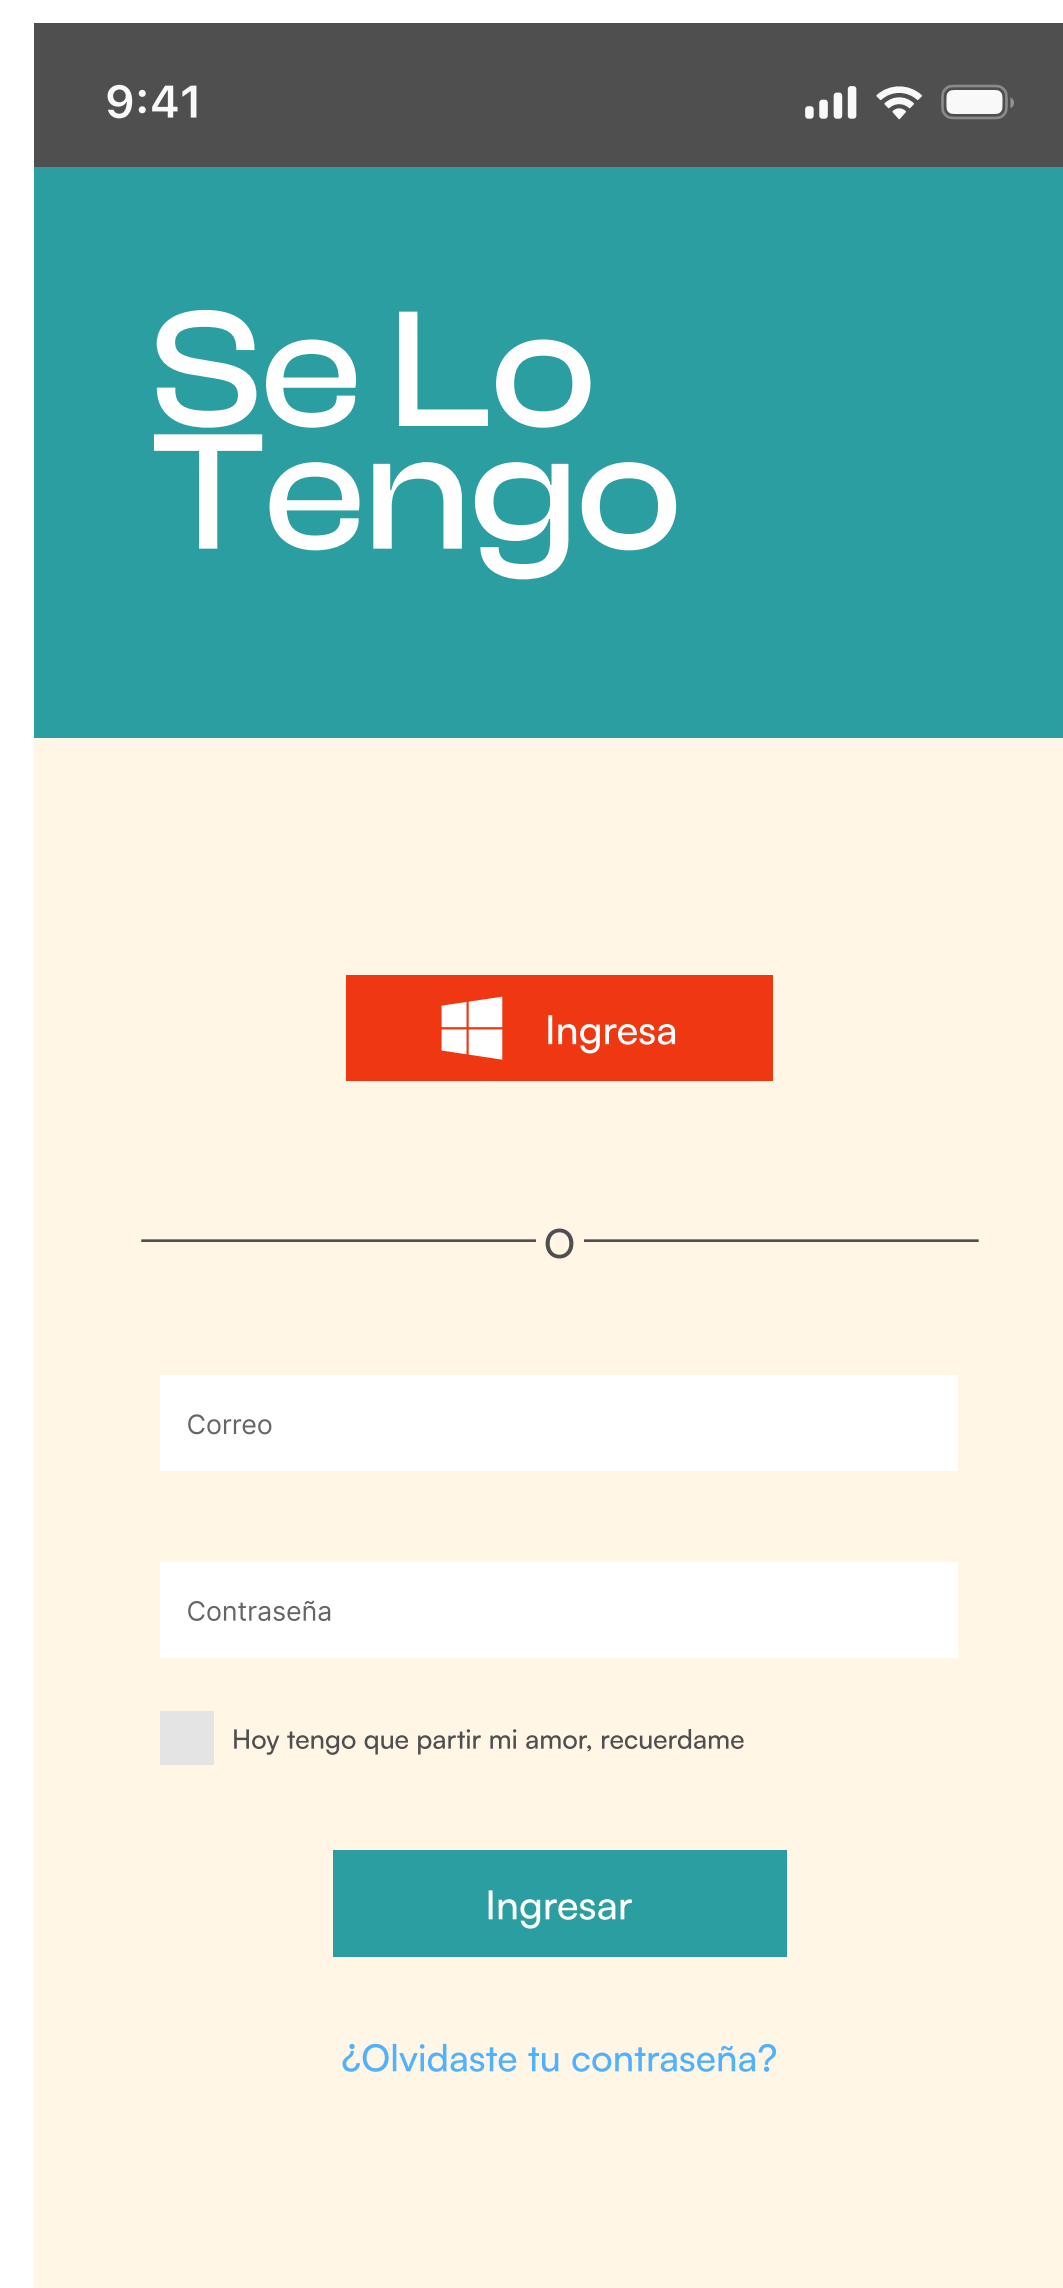 9:41
Se Lo
Tengo
Ingresa
O
Correo
Contraseña
Hoy tengo que partir mi amor, recuerdame
Ingresar
¿Olvidaste tu contraseña?